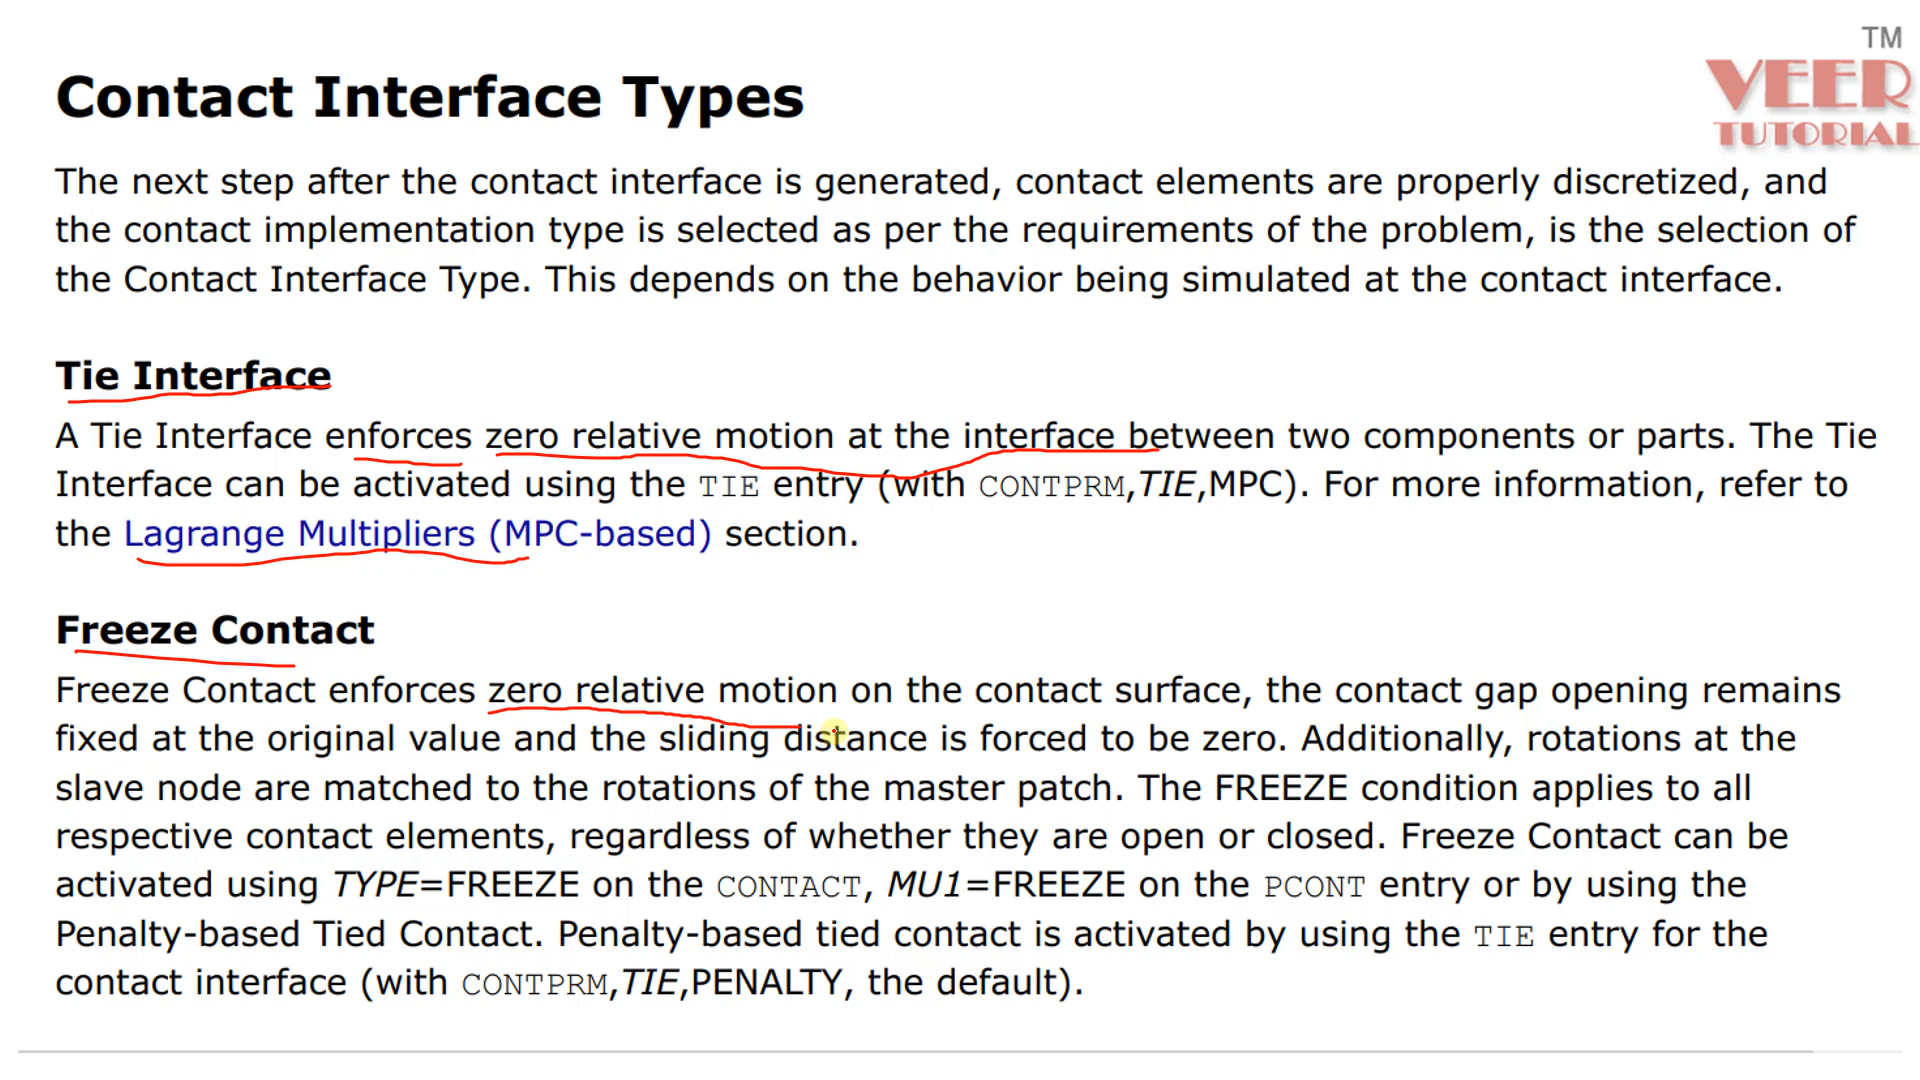 TM
VEER
TUTORIAL
Contact Interface Types
The next step after the contact interface is generated, contact elements are properly discretized, and
the contact implementation type is selected as per the requirements of the problem, is the selection of
the Contact Interface Type. This depends on the behavior being simulated at the contact interface.
Tie Interface
A Tie Interface enforces zero relative motion at the interface between two components or parts. The Tie
Interface can be activated using the TIE entry (with CONTPRM,TIE,MPC). For more information, refer to
the Lagrange Multipliers (MPC-based) section.
Freeze Contact
Freeze Contact enforces zero relative motion on the contact surface, the contact gap opening remains
fixed at the original value and the sliding distance is forced to be zero. Additionally, rotations at the
slave node are matched to the rotations of the master patch. The FREEZE condition applies to all
respective contact elements, regardless of whether they are open or closed. Freeze Contact can be
activated using TYPE=FREEZE on the CONTACT, MU1=FREEZE on the PCONT entry or by using the
Penalty-based Tied Contact. Penalty-based tied contact is activated by using the TIE entry for the
contact interface (with CONTPRM,TIE,PENALTY, the default).